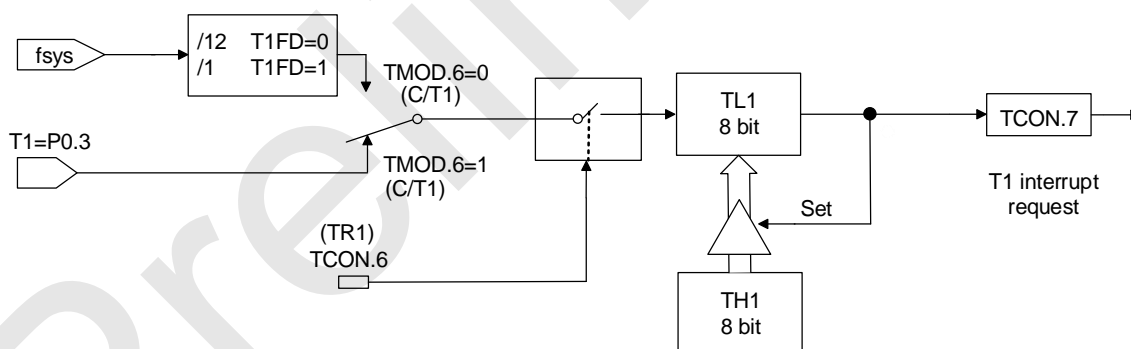 fsys
/12 T1FD=0
/1 T1FD=1
TMOD.6=0
(C/T1)
T1=P0.3
TMOD.6=1
(C/T1)
(TR1)
TCON.6
TL1
8 bit
Set
TH1
8 bit
TCON.7
T1 interrupt
request
Prelim